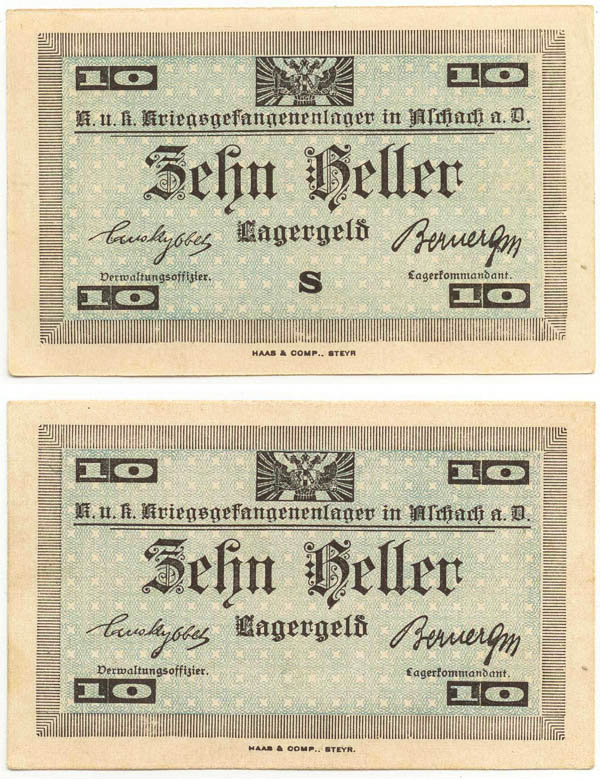 10 10
K. u. k. Kriegsgefangenenlager in Aschach a. D.
Zehn Heller
Lagergeld
Verwaltungsoffizier. S Lagerkommandant.
10 10
HAAS & COMP., STEYR
10 10
K. u. k. Kriegsgefangenenlager in Aschach a. D.
Zehn Heller
Lagergeld
Verwaltungsoffizier. Lagerkommandant.
10 10
HAAS & COMP., STEYR.